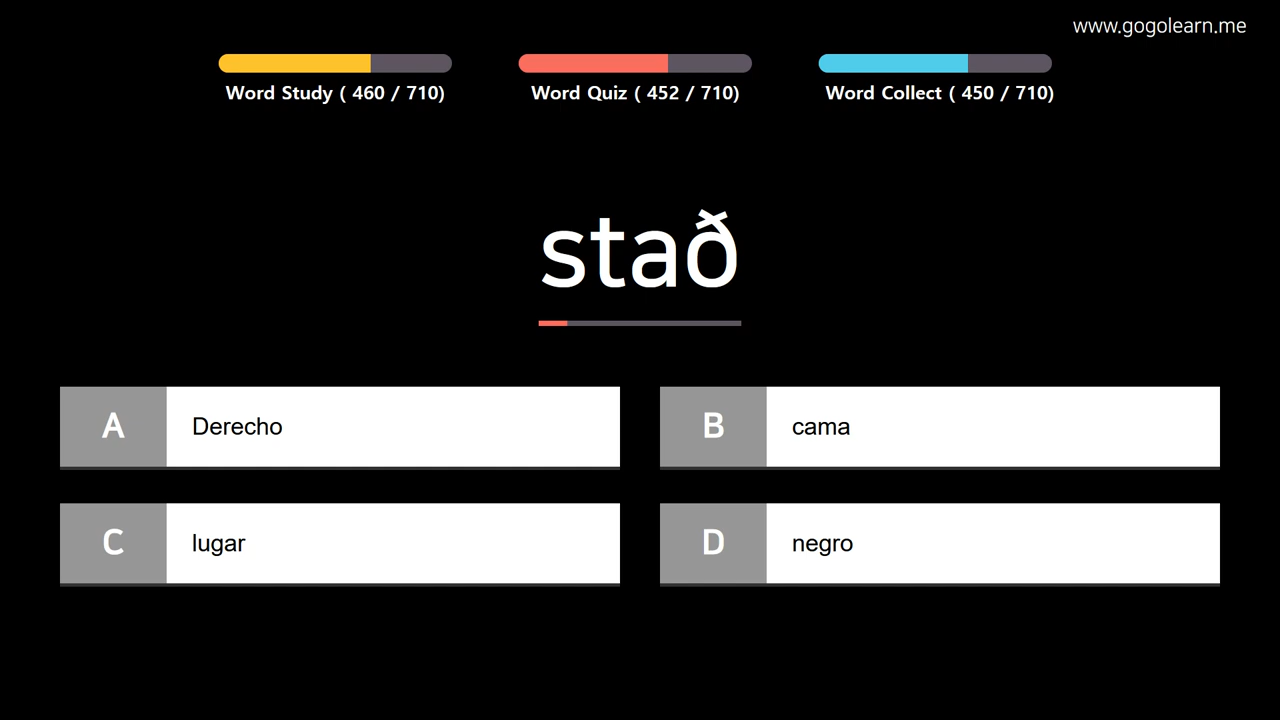 www.gogolearn.me
Word Study ( 460 / 710)
Word Quiz ( 452 / 710)
Word Collect ( 450 / 710)
stað
A Derecho
B cama
C lugar
D negro